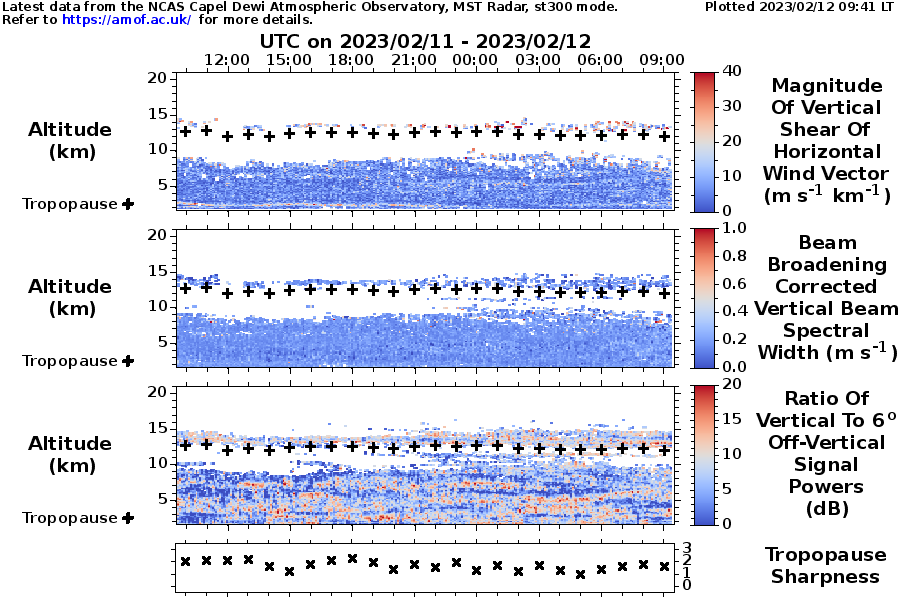 Latest data from the NCAS Capel Dewi Atmospheric Observatory, MST Radar, st300 mode.
Plotted 2023/02/12 09:41 LT
Refer to https://amof.ac.uk/ for more details.
UTC on 2023/02/11 - 2023/02/12
12:00 15:00 18:00 21:00 00:00 03:00 06:00 09:00
20
15
10
5
Altitude
(km)
Tropopause
40
30
20
10
0
Magnitude
Of Vertical
Shear Of
Horizontal
Wind Vector
(m s-1 km-1)
20
15
10
5
Altitude
(km)
Tropopause
1.0
0.8
0.6
0.4
0.2
0.0
Beam
Broadening
Corrected
Vertical Beam
Spectral
Width (m s-1)
20
15
10
5
Altitude
(km)
Tropopause
20
15
10
5
0
Ratio Of
Vertical To 6o
Off-Vertical
Signal
Powers
(dB)
3
2
1
0
Tropopause
Sharpness